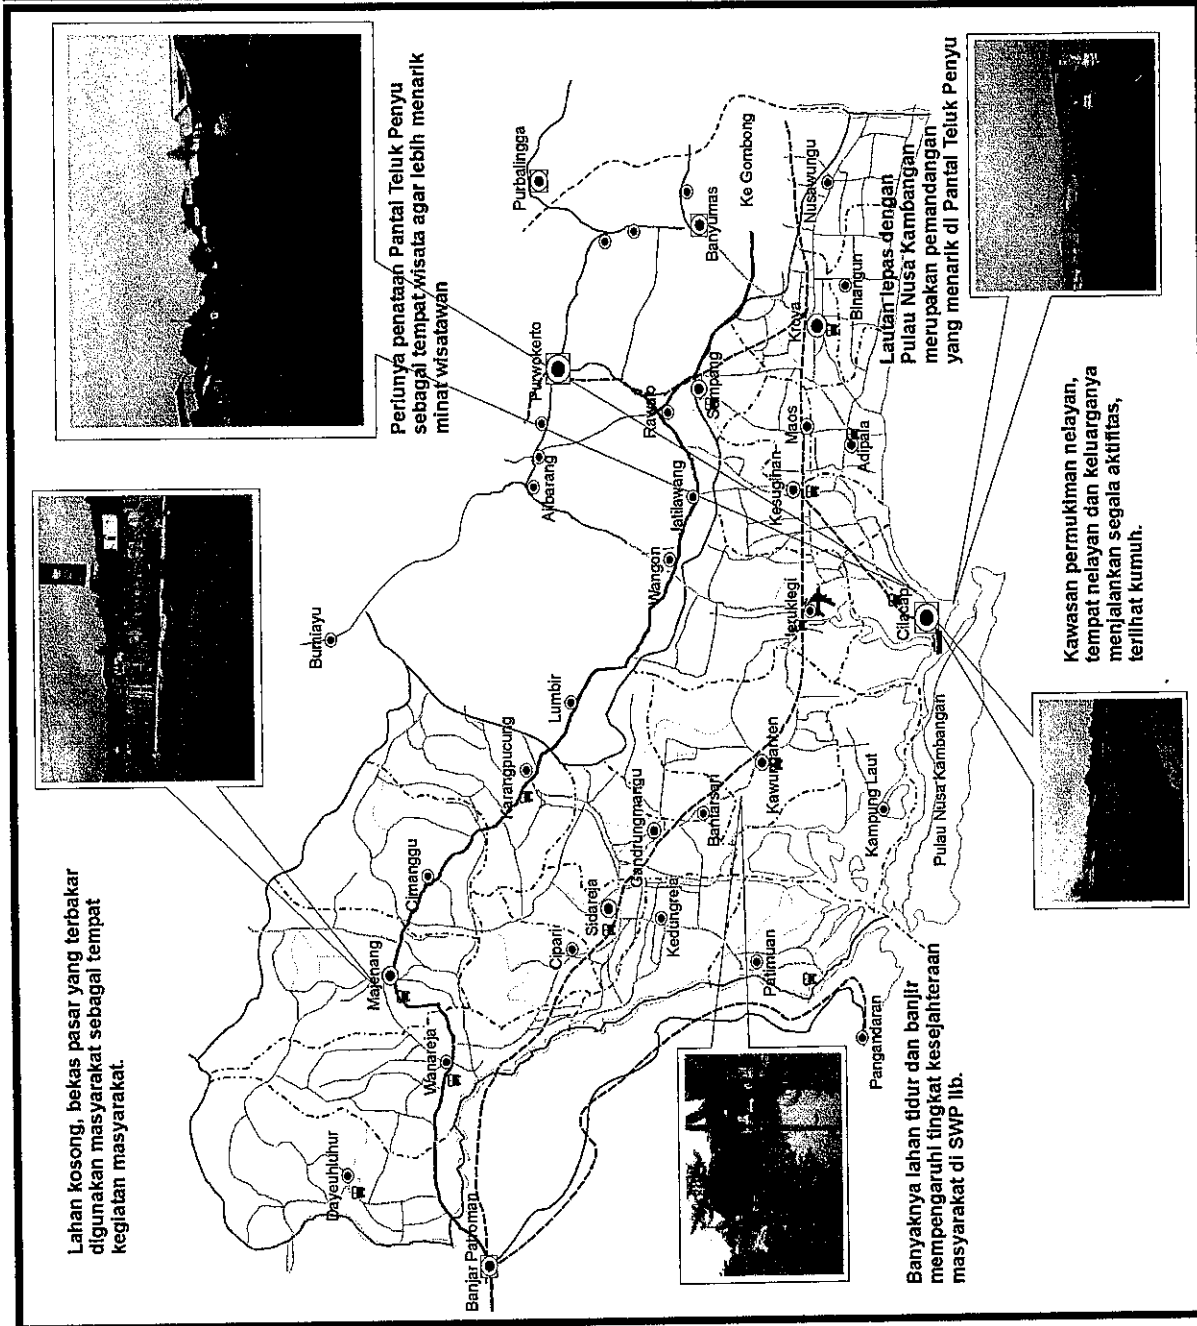 Lahan kosong, bekas pasar yang terbakar
digunakan masyarakat sebagai tempat
kegiatan masyarakat.
Perlunya penataan Pantai Teluk Penyu
sebagai tempat wisata agar lebih menarik
minat wisatawan
Bumiayu
Ajibarang
Purwokerto
Purbalingga
Banyumas
Ke Gombong
Dayeuhluhur
Majenang
Wanareja
Cimanggu
Karangpucung
Lumbir
Wangon
Jatilawang
Rawalo
Sampang
Banjar Patroman
Cipari
Sidareja
Gandrungmangu
Kedungreja
Bantarsari
Kawunganten
Jeruklegi
Kesugihan
Maos
Kroya
Nusawungu
Adipala
Binangun
Patimuan
Kampung Laut
Cilacap
Pangandaran
Pulau Nusa Kambangan
Lautan lepas dengan
Pulau Nusa Kambangan
merupakan pemandangan
yang menarik di Pantai Teluk Penyu
Banyaknya lahan tidur dan banjir
mempengaruhi tingkat kesejahteraan
masyarakat di SWP IIb.
Kawasan permukiman nelayan,
tempat nelayan dan keluarganya
menjalankan segala aktifitas,
terlihat kumuh.